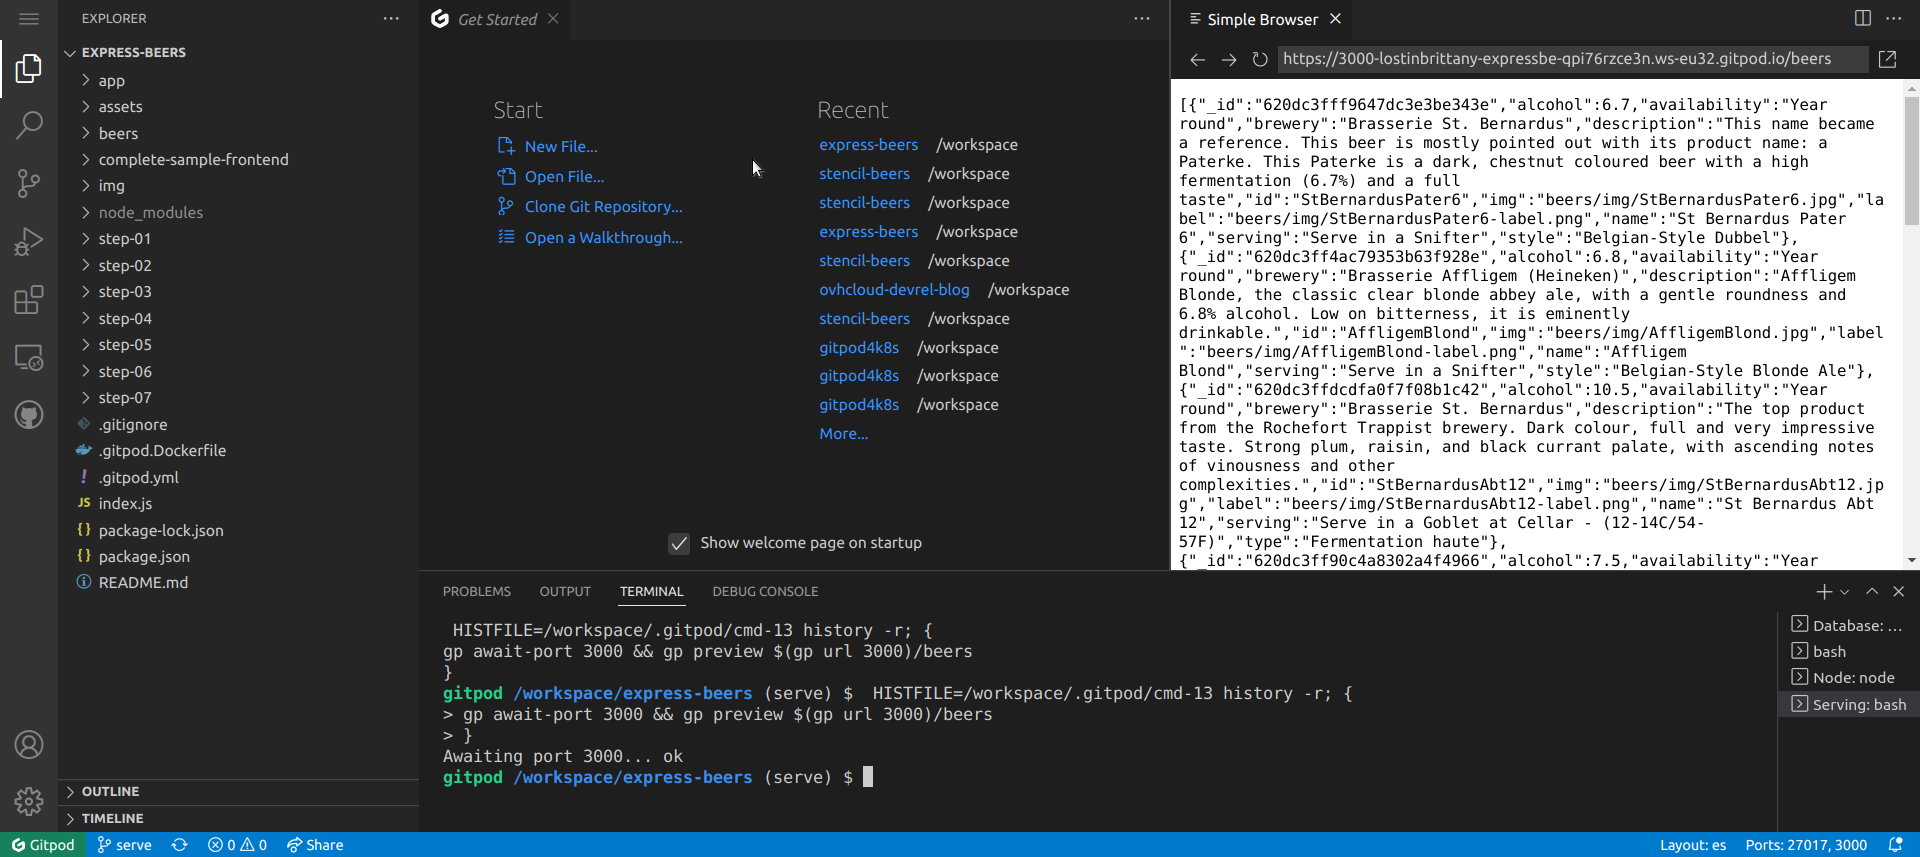 EXPLORER
EXPRESS-BEERS
app
assets
beers
complete-sample-frontend
img
node_modules
step-01
step-02
step-03
step-04
step-05
step-06
step-07
.gitignore
.gitpod.Dockerfile
.gitpod.yml
JS index.js
{} package-lock.json
{} package.json
README.md
OUTLINE
TIMELINE
Get Started
Start
New File...
Open File...
Clone Git Repository...
Open a Walkthrough...
Recent
express-beers /workspace
stencil-beers /workspace
stencil-beers /workspace
express-beers /workspace
stencil-beers /workspace
ovhcloud-devrel-blog /workspace
stencil-beers /workspace
gitpod4k8s /workspace
gitpod4k8s /workspace
gitpod4k8s /workspace
More...
Show welcome page on startup
Simple Browser
https://3000-lostinbrittany-expressbe-qpi76rzce3n.ws-eu32.gitpod.io/beers
[{"_id":"620dc3fff9647dc3e3be343e","alcohol":6.7,"availability":"Year
round","brewery":"Brasserie St. Bernardus","description":"This name became
a reference. This beer is mostly pointed out with its product name: a
Paterke. This Paterke is a dark, chestnut coloured beer with a high
fermentation (6.7%) and a full
taste","id":"StBernardusPater6","img":"beers/img/StBernardusPater6.jpg","la
bel":"beers/img/StBernardusPater6-label.png","name":"St Bernardus Pater
6","serving":"Serve in a Snifter","style":"Belgian-Style Dubbel"},
{"_id":"620dc3ff4ac79353b63f928e","alcohol":6.8,"availability":"Year
round","brewery":"Brasserie Affligem (Heineken)","description":"Affligem
Blonde, the classic clear blonde abbey ale, with a gentle roundness and
6.8% alcohol. Low on bitterness, it is eminently
drinkable.","id":"AffligemBlond","img":"beers/img/AffligemBlond.jpg","label
":"beers/img/AffligemBlond-label.png","name":"Affligem
Blond","serving":"Serve in a Snifter","style":"Belgian-Style Blonde Ale"},
{"_id":"620dc3ffdcdfa0f7f08b1c42","alcohol":10.5,"availability":"Year
round","brewery":"Brasserie St. Bernardus","description":"The top product
from the Rochefort Trappist brewery. Dark colour, full and very impressive
taste. Strong plum, raisin, and black currant palate, with ascending notes
of vinousness and other
complexities.","id":"StBernardusAbt12","img":"beers/img/StBernardusAbt12.jp
g","label":"beers/img/StBernardusAbt12-label.png","name":"St Bernardus Abt
12","serving":"Serve in a Goblet at Cellar - (12-14C/54-
57F)","type":"Fermentation haute"},
{"_id":"620dc3ff90c4a8302a4f4966","alcohol":7.5,"availability":"Year
PROBLEMS OUTPUT TERMINAL DEBUG CONSOLE
HISTFILE=/workspace/.gitpod/cmd-13 history -r; {
gp await-port 3000 && gp preview $(gp url 3000)/beers
}
gitpod /workspace/express-beers (serve) $  HISTFILE=/workspace/.gitpod/cmd-13 history -r; {
> gp await-port 3000 && gp preview $(gp url 3000)/beers
> }
Awaiting port 3000... ok
gitpod /workspace/express-beers (serve) $
Database: ...
bash
Node: node
Serving: bash
Gitpod serve 0 0 Share Layout: es Ports: 27017, 3000